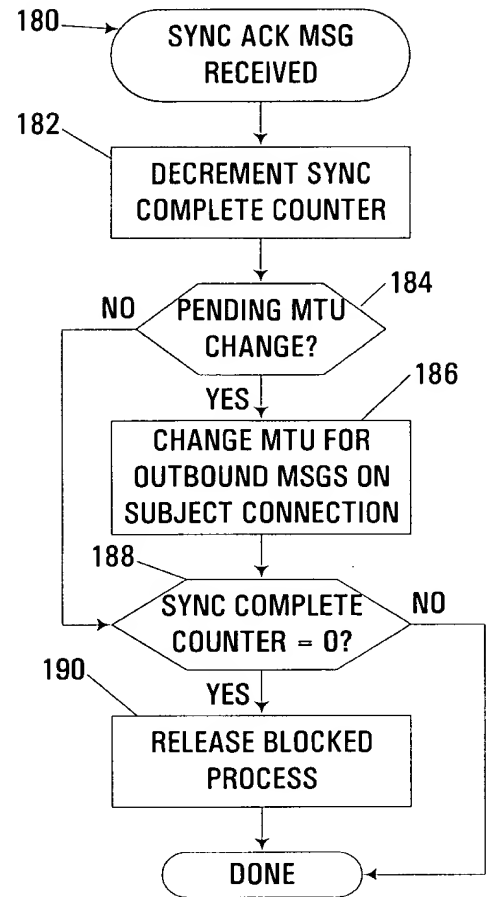 180
SYNC ACK MSG
RECEIVED
182
DECREMENT SYNC
COMPLETE COUNTER
184
NO
PENDING MTU
CHANGE?
YES
186
CHANGE MTU FOR
OUTBOUND MSGS ON
SUBJECT CONNECTION
188
SYNC COMPLETE
COUNTER = 0?
NO
190
YES
RELEASE BLOCKED
PROCESS
DONE